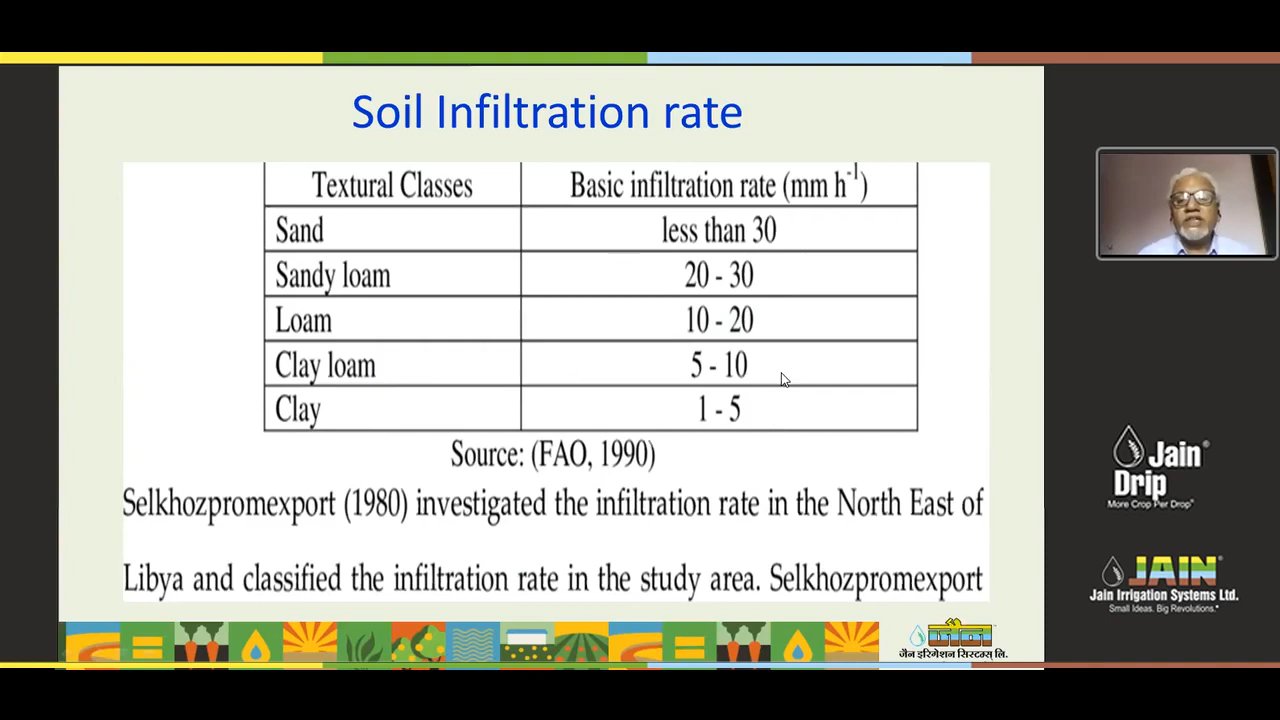 Soil Infiltration rate
Textural Classes Basic infiltration rate (mm h-1)
Sand less than 30
Sandy loam 20 - 30
Loam 10 - 20
Clay loam 5 - 10
Clay 1 - 5
Source: (FAO, 1990)
Selkhozpromexport (1980) investigated the infiltration rate in the North East of
Libya and classified the infiltration rate in the study area. Selkhozpromexport
Jain®
Drip
More Crop Per Drop®
JAIN®
Jain Irrigation Systems Ltd.
Small Ideas. Big Revolutions.®
जैन
जैन इरिगेशन सिस्टम्स् लि.